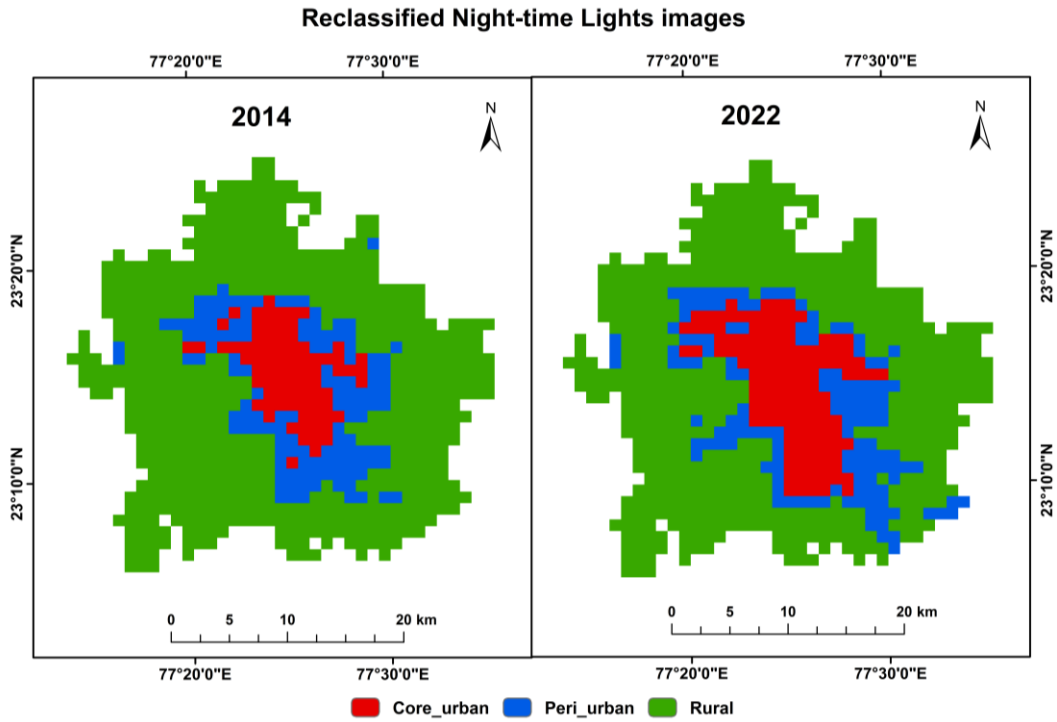 Reclassified Night-time Lights images
77°20'0"E 77°30'0"E 77°20'0"E 77°30'0"E
2014 N 2022 N
23°20'0"N 23°20'0"N
23°10'0"N 23°10'0"N
0 5 10 20 km 0 5 10 20 km
77°20'0"E 77°30'0"E 77°20'0"E 77°30'0"E
Core_urban Peri_urban Rural